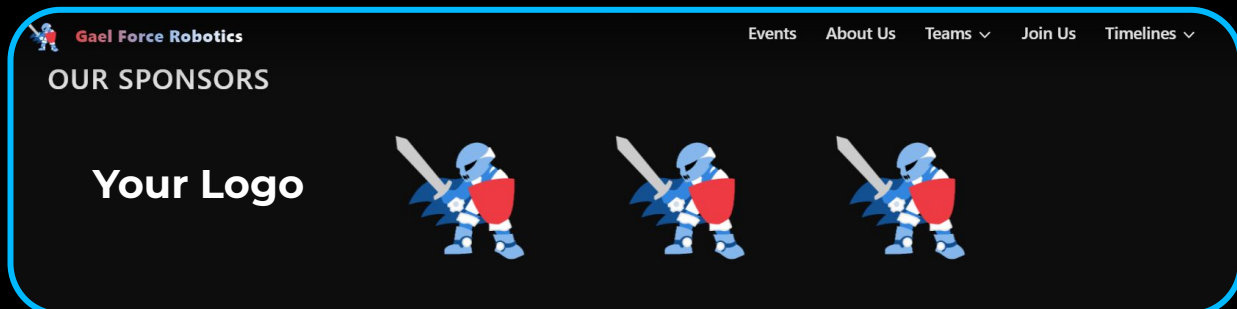 Gael Force Robotics
Events About Us Teams Join Us Timelines
OUR SPONSORS
Your Logo